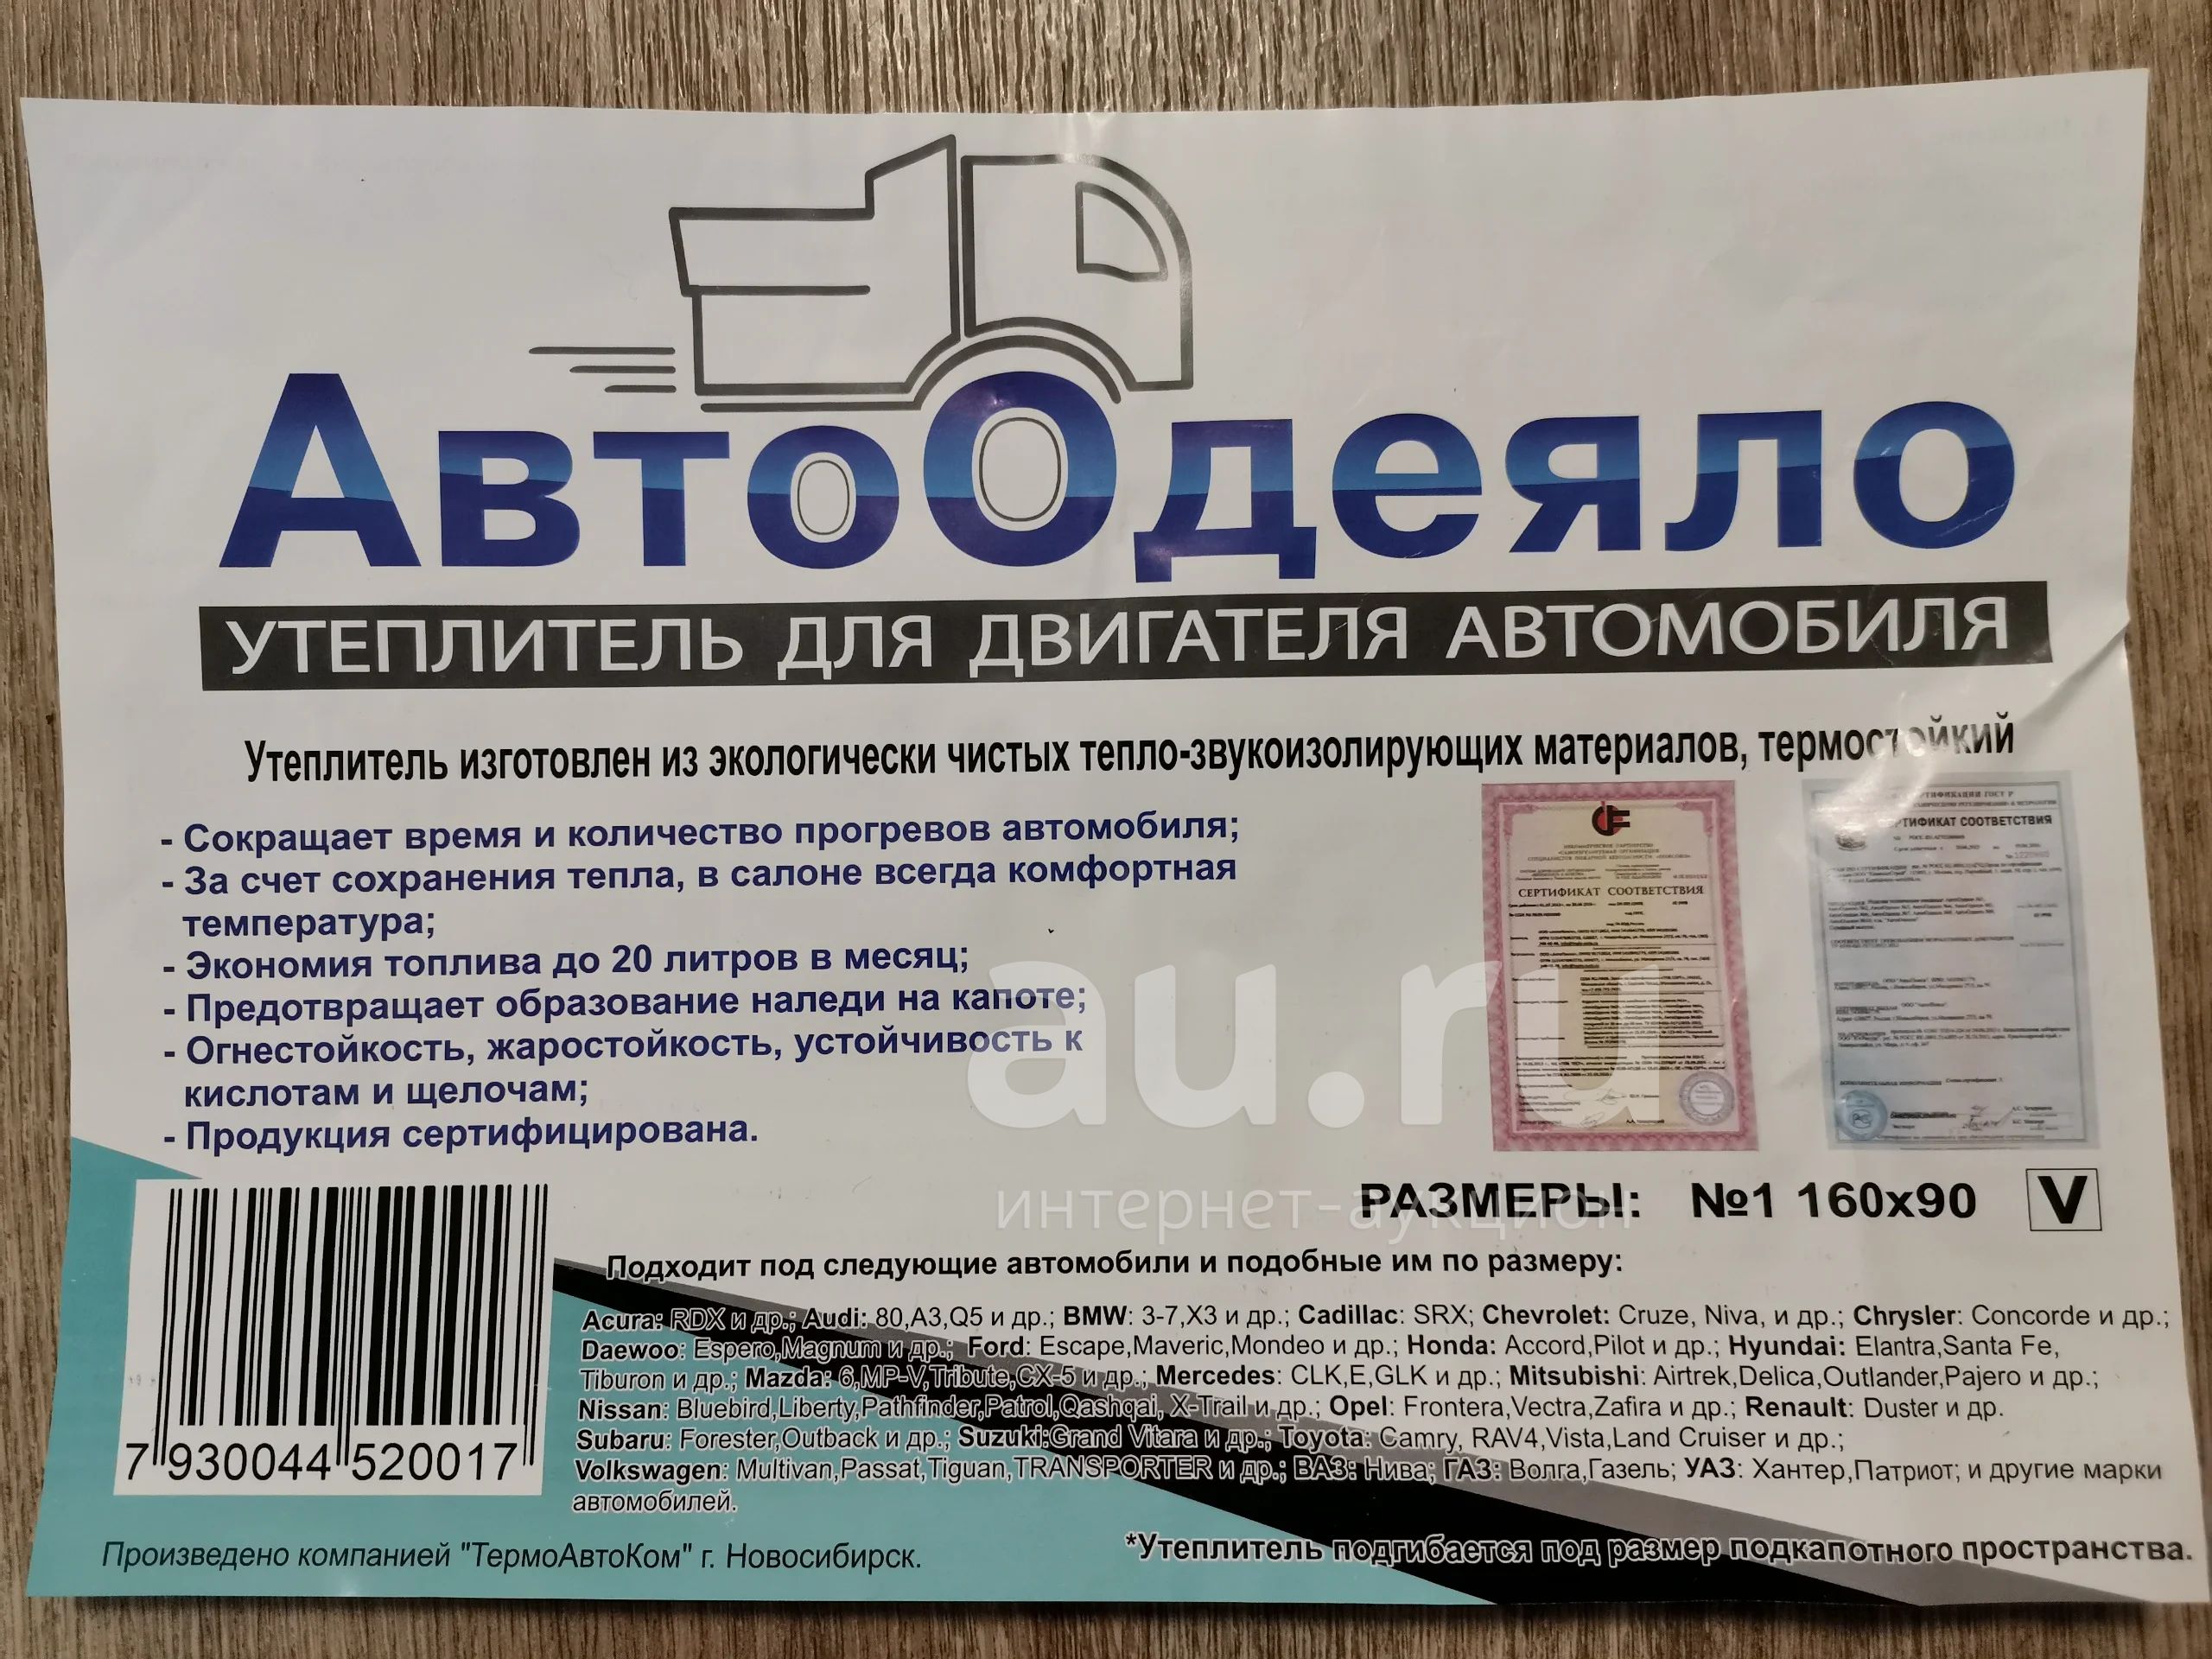 АвтоОдеяло
УТЕПЛИТЕЛЬ ДЛЯ ДВИГАТЕЛЯ АВТОМОБИЛЯ
Утеплитель изготовлен из экологически чистых тепло-звукоизолирующих материалов, термостойкий
- Сокращает время и количество прогревов автомобиля;
- За счет сохранения тепла, в салоне всегда комфортная
температура;
- Экономия топлива до 20 литров в месяц;
- Предотвращает образование наледи на капоте;
- Огнестойкость, жаростойкость, устойчивость к
кислотам и щелочам;
- Продукция сертифицирована.
СЕРТИФИКАТ СООТВЕТСТВИЯ
СООТВЕТСТВИЯ
au.ru
интернет-аукцион
РАЗМЕРЫ: №1 160x90 V
Подходит под следующие автомобили и подобные им по размеру:
Acura: RDX и др.; Audi: 80,A3,Q5 и др.; BMW: 3-7,X3 и др.; Cadillac: SRX; Chevrolet: Cruze, Niva, и др.; Chrysler: Concorde и др.;
Daewoo: Espero,Magnum и др.; Ford: Escape,Maveric,Mondeo и др.; Honda: Accord,Pilot и др.; Hyundai: Elantra,Santa Fe,
Tiburon и др.; Mazda: 6,MP-V,Tribute,CX-5 и др.; Mercedes: CLK,E,GLK и др.; Mitsubishi: Airtrek,Delica,Outlander,Pajero и др.;
Nissan: Bluebird,Liberty,Pathfinder,Patrol,Qashqai, X-Trail и др.; Opel: Frontera,Vectra,Zafira и др.; Renault: Duster и др.
Subaru: Forester,Outback и др.; Suzuki:Grand Vitara и др.; Toyota: Camry, RAV4,Vista,Land Cruiser и др.;
Volkswagen: Multivan,Passat,Tiguan,TRANSPORTER и др.; ВАЗ: Нива; ГАЗ: Волга,Газель; УАЗ: Хантер,Патриот; и другие марки
автомобилей.
7 930044 520017
Произведено компанией "ТермоАвтоКом" г. Новосибирск.
*Утеплитель подгибается под размер подкапотного пространства.